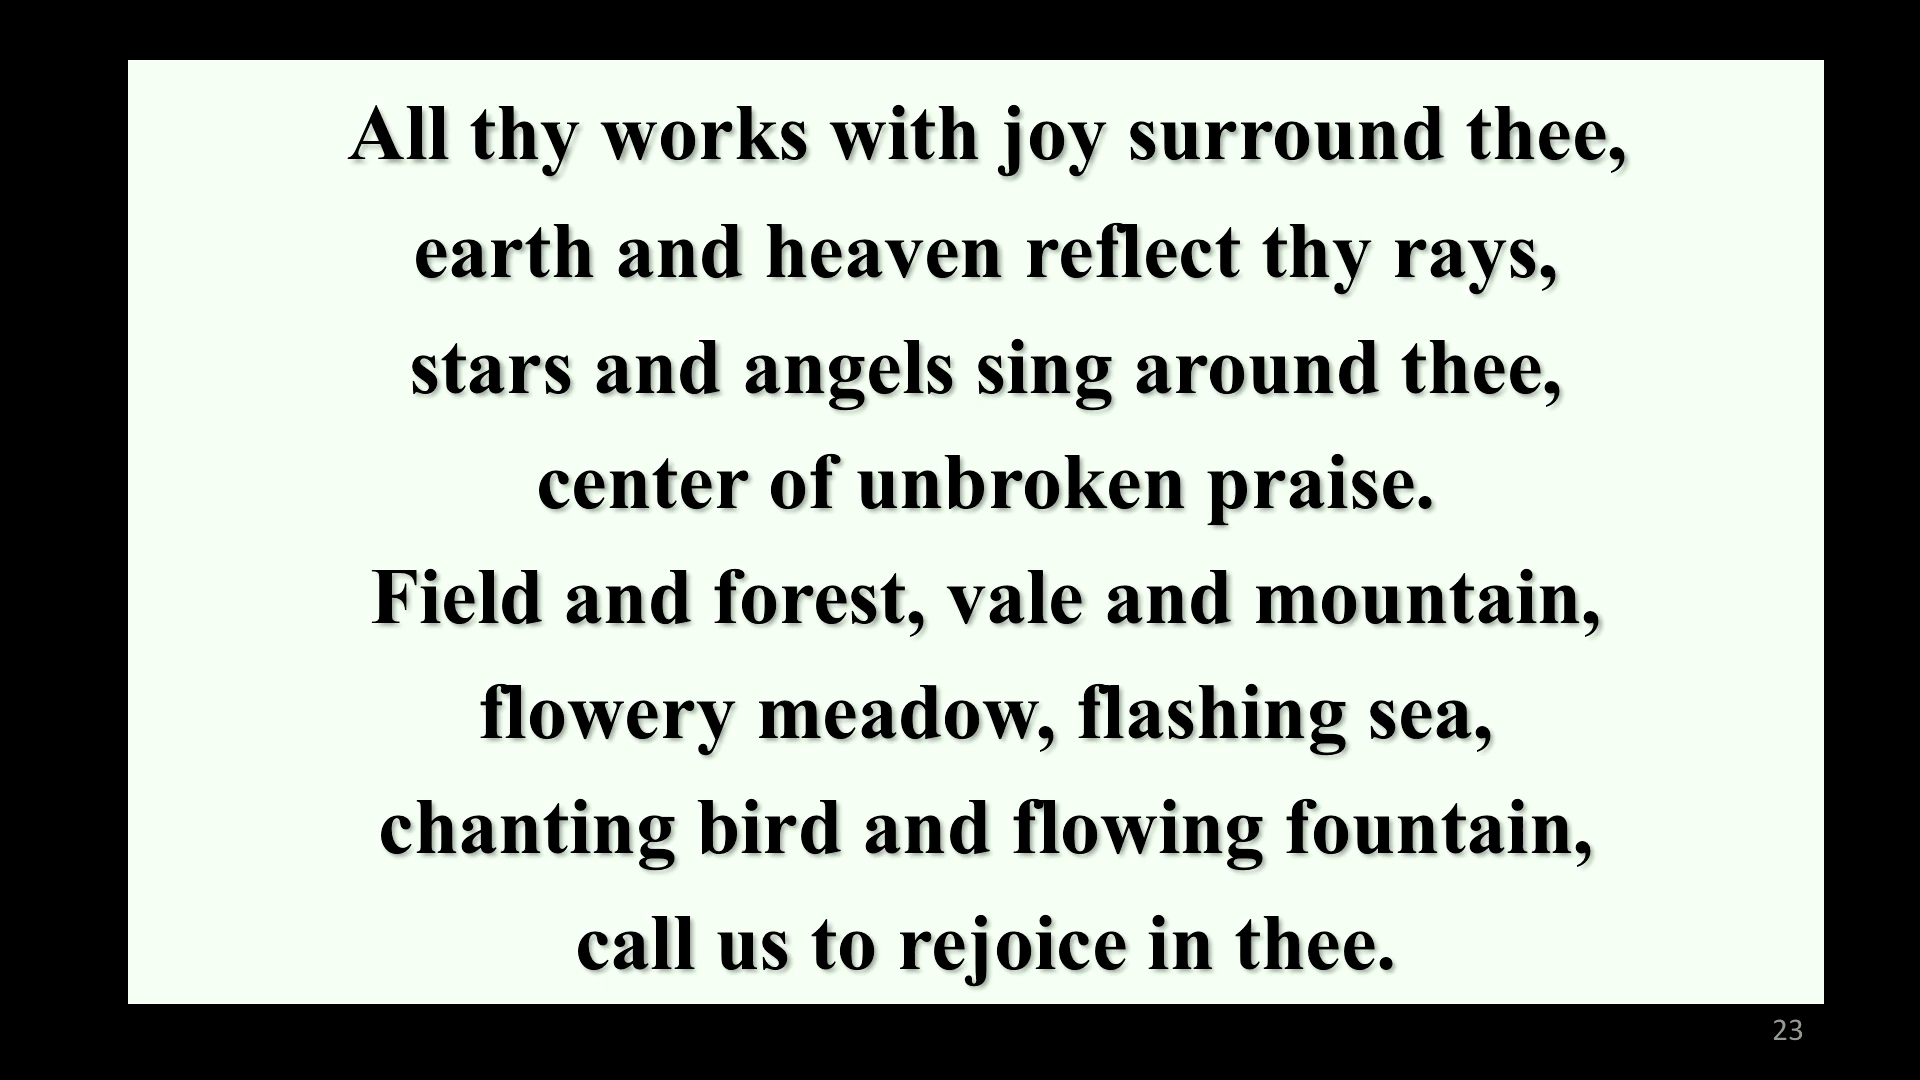 All thy works with joy surround thee,
earth and heaven reflect thy rays,
stars and angels sing around thee,
center of unbroken praise.
Field and forest, vale and mountain,
flowery meadow, flashing sea,
chanting bird and flowing fountain,
call us to rejoice in thee.
23